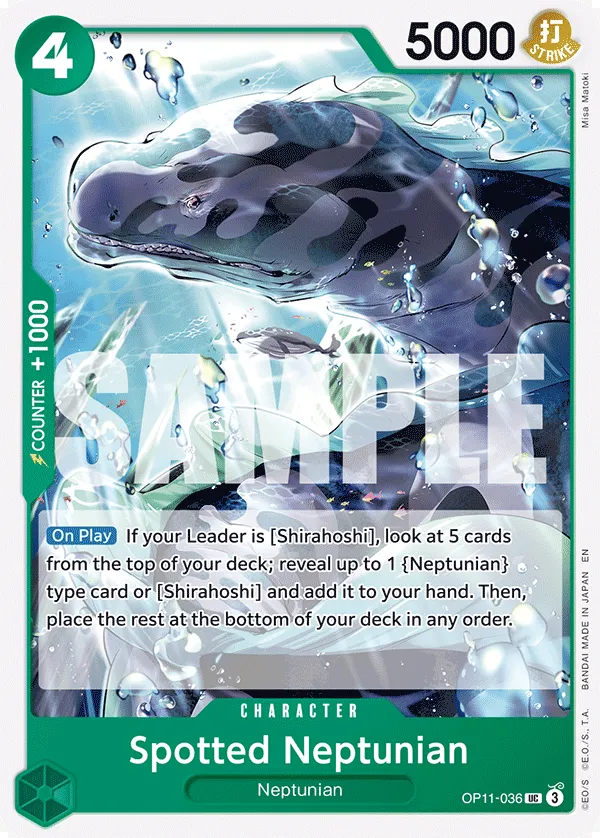 4
5000
打
STRIKE
Misa Matoki
COUNTER +1000
SAMPLE
On Play If your Leader is [Shirahoshi], look at 5 cards
from the top of your deck; reveal up to 1 {Neptunian}
type card or [Shirahoshi] and add it to your hand. Then,
place the rest at the bottom of your deck in any order.
CHARACTER
Spotted Neptunian
Neptunian
OP11-036 UC 3
©EO/S ©E.O./S., T.A. BANDAI MADE IN JAPAN EN